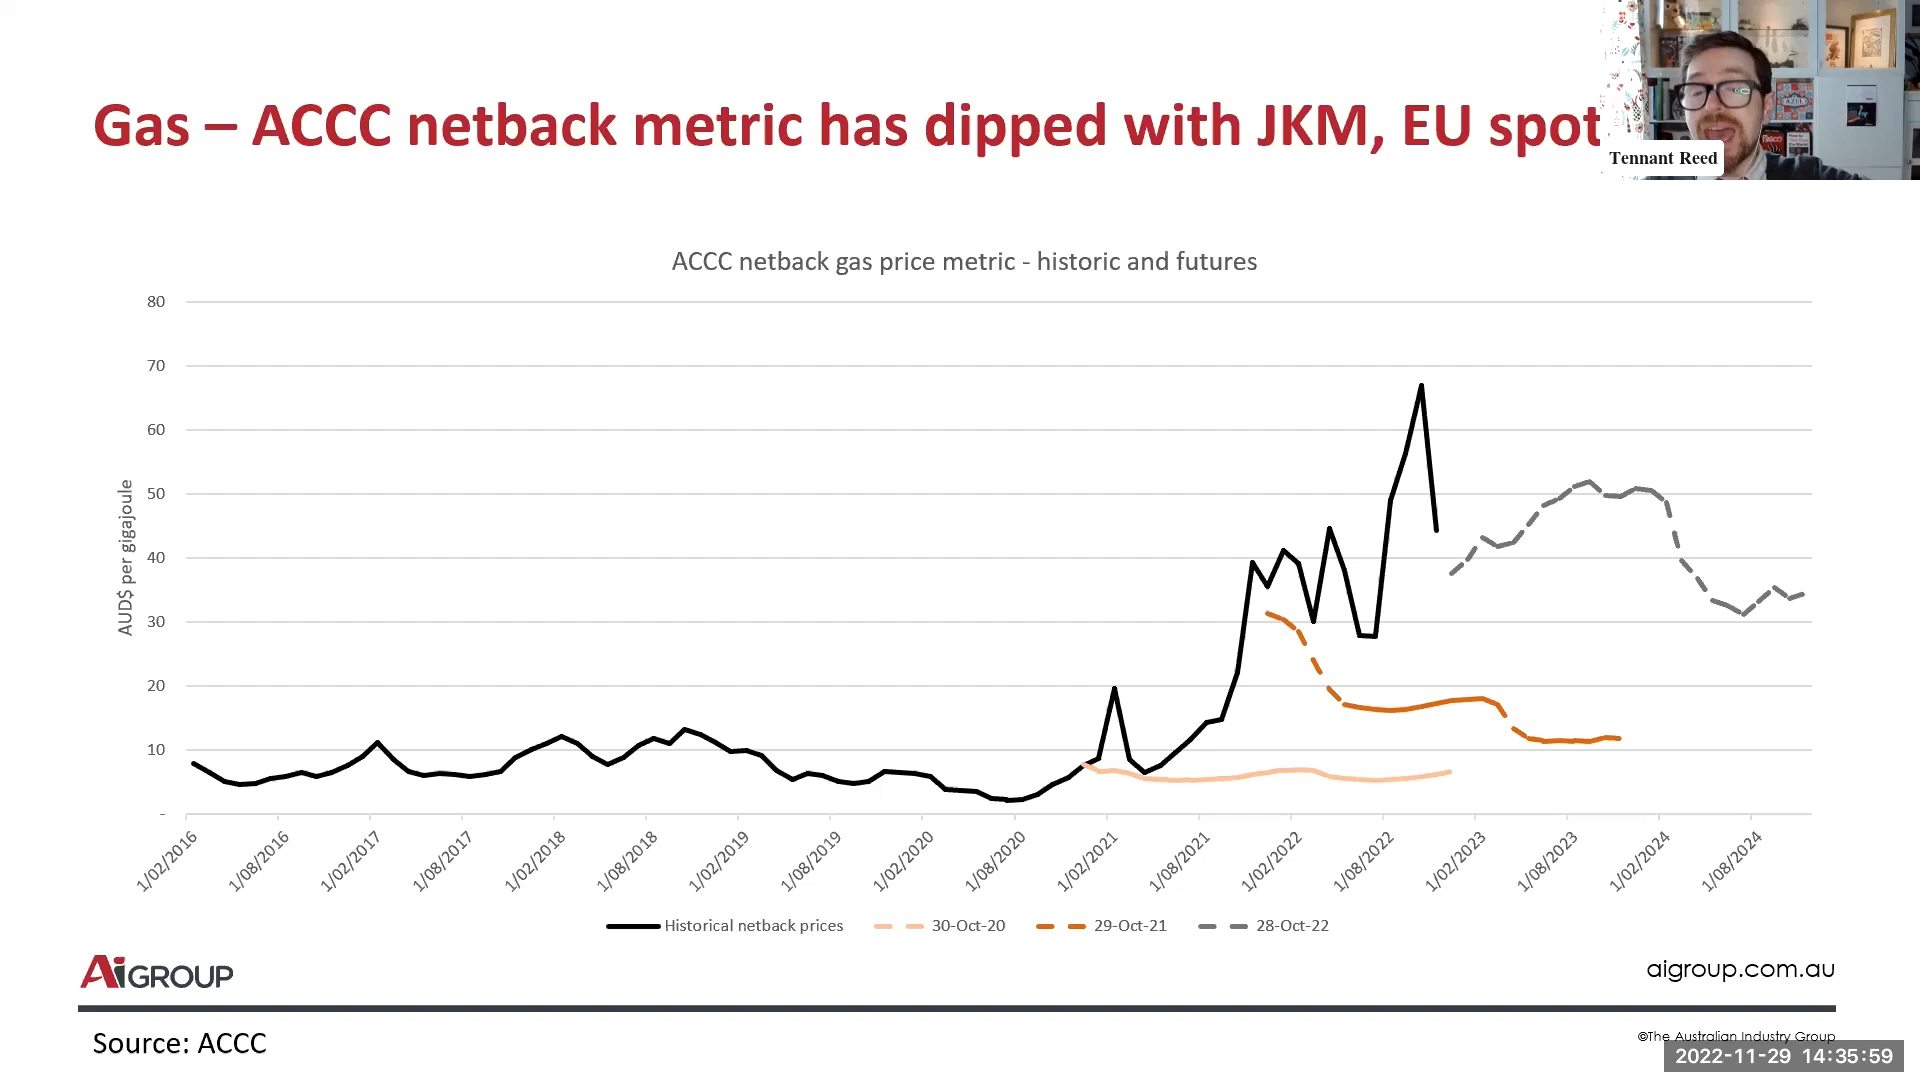 Gas – ACCC netback metric has dipped with JKM, EU spot
Tennant Reed
AZUL
ACCC netback gas price metric - historic and futures
AUD$ per gigajoule
80
70
60
50
40
30
20
10
-
1/02/2016
1/08/2016
1/02/2017
1/08/2017
1/02/2018
1/08/2018
1/02/2019
1/08/2019
1/02/2020
1/08/2020
1/02/2021
1/08/2021
1/02/2022
1/08/2022
1/02/2023
1/08/2023
1/02/2024
1/08/2024
Historical netback prices
30-Oct-20
29-Oct-21
28-Oct-22
Ai GROUP
aigroup.com.au
Source: ACCC
©The Australian Industry Group
2022-11-29 14:35:59